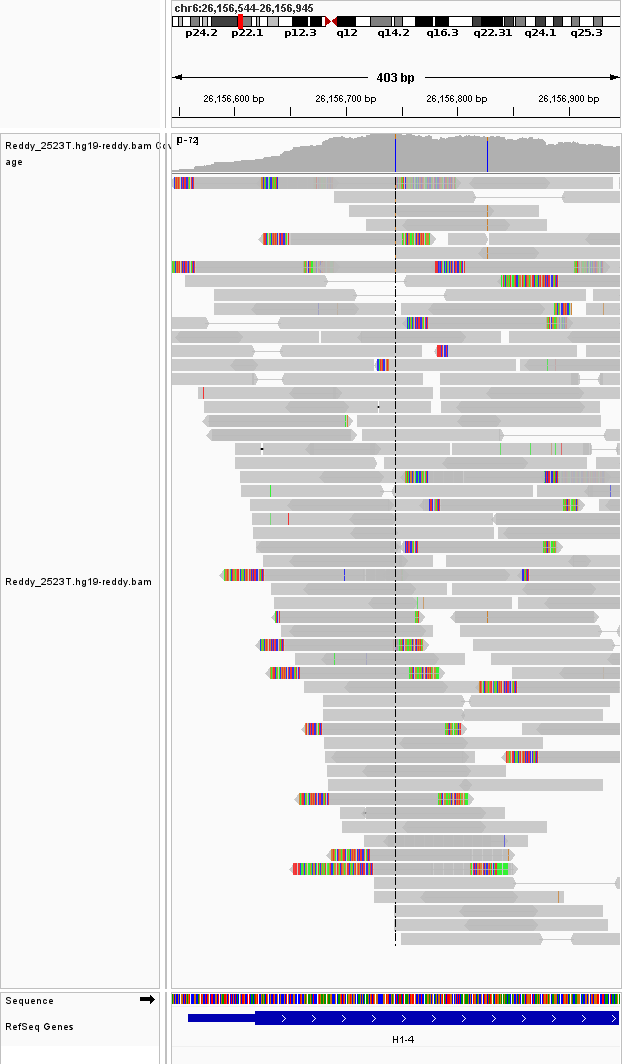 chr6:26,156,544-26,156,945
p24.2 p22.1 p12.3 q12 q14.2 q16.3 q22.31 q24.1 q25.3
403 bp
26,156,600 bp 26,156,700 bp 26,156,800 bp 26,156,900 bp
Reddy_2523T.hg19-reddy.bam Cov
age
[0-72]
Reddy_2523T.hg19-reddy.bam
Sequence
RefSeq Genes
H1-4